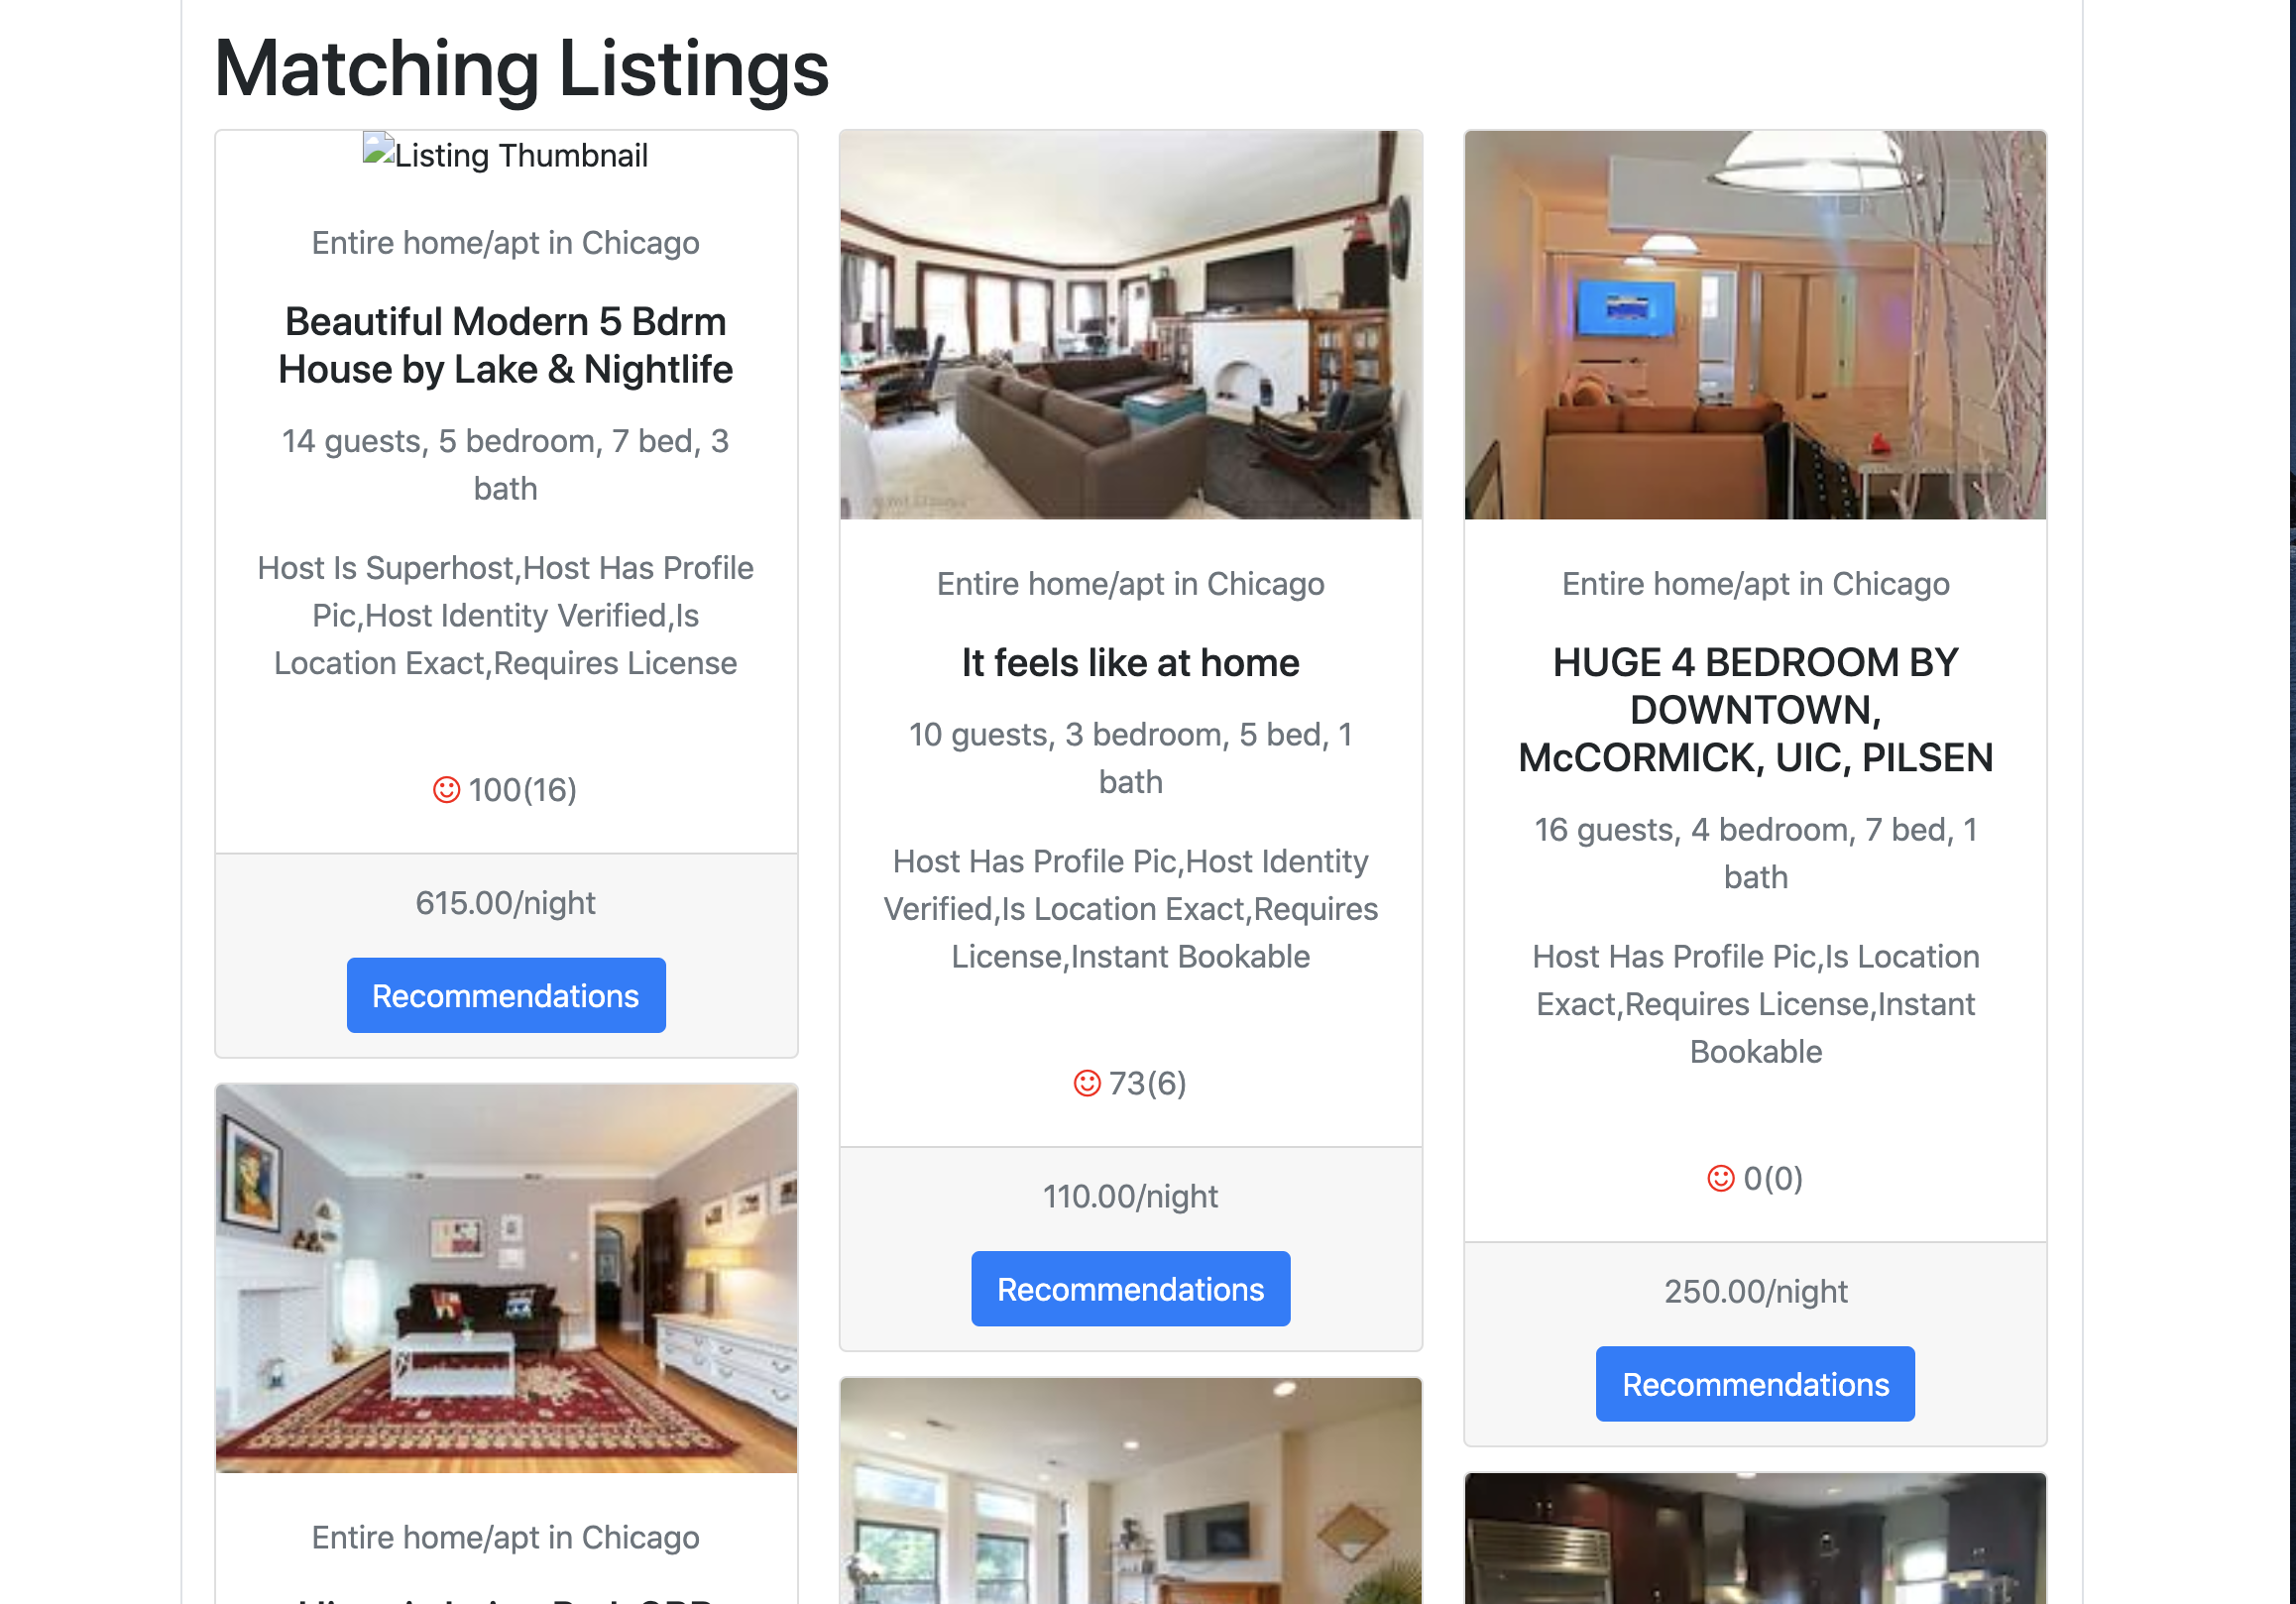 Matching Listings
Listing Thumbnail
Entire home/apt in Chicago
Beautiful Modern 5 Bdrm
House by Lake & Nightlife
14 guests, 5 bedroom, 7 bed, 3
bath
Host Is Superhost,Host Has Profile
Pic,Host Identity Verified,Is
Location Exact,Requires License
100(16)
615.00/night
Recommendations
Entire home/apt in Chicago
Entire home/apt in Chicago
It feels like at home
10 guests, 3 bedroom, 5 bed, 1
bath
Host Has Profile Pic,Host Identity
Verified,Is Location Exact,Requires
License,Instant Bookable
73(6)
110.00/night
Recommendations
Entire home/apt in Chicago
HUGE 4 BEDROOM BY
DOWNTOWN,
McCORMICK, UIC, PILSEN
16 guests, 4 bedroom, 7 bed, 1
bath
Host Has Profile Pic,Is Location
Exact,Requires License,Instant
Bookable
0(0)
250.00/night
Recommendations